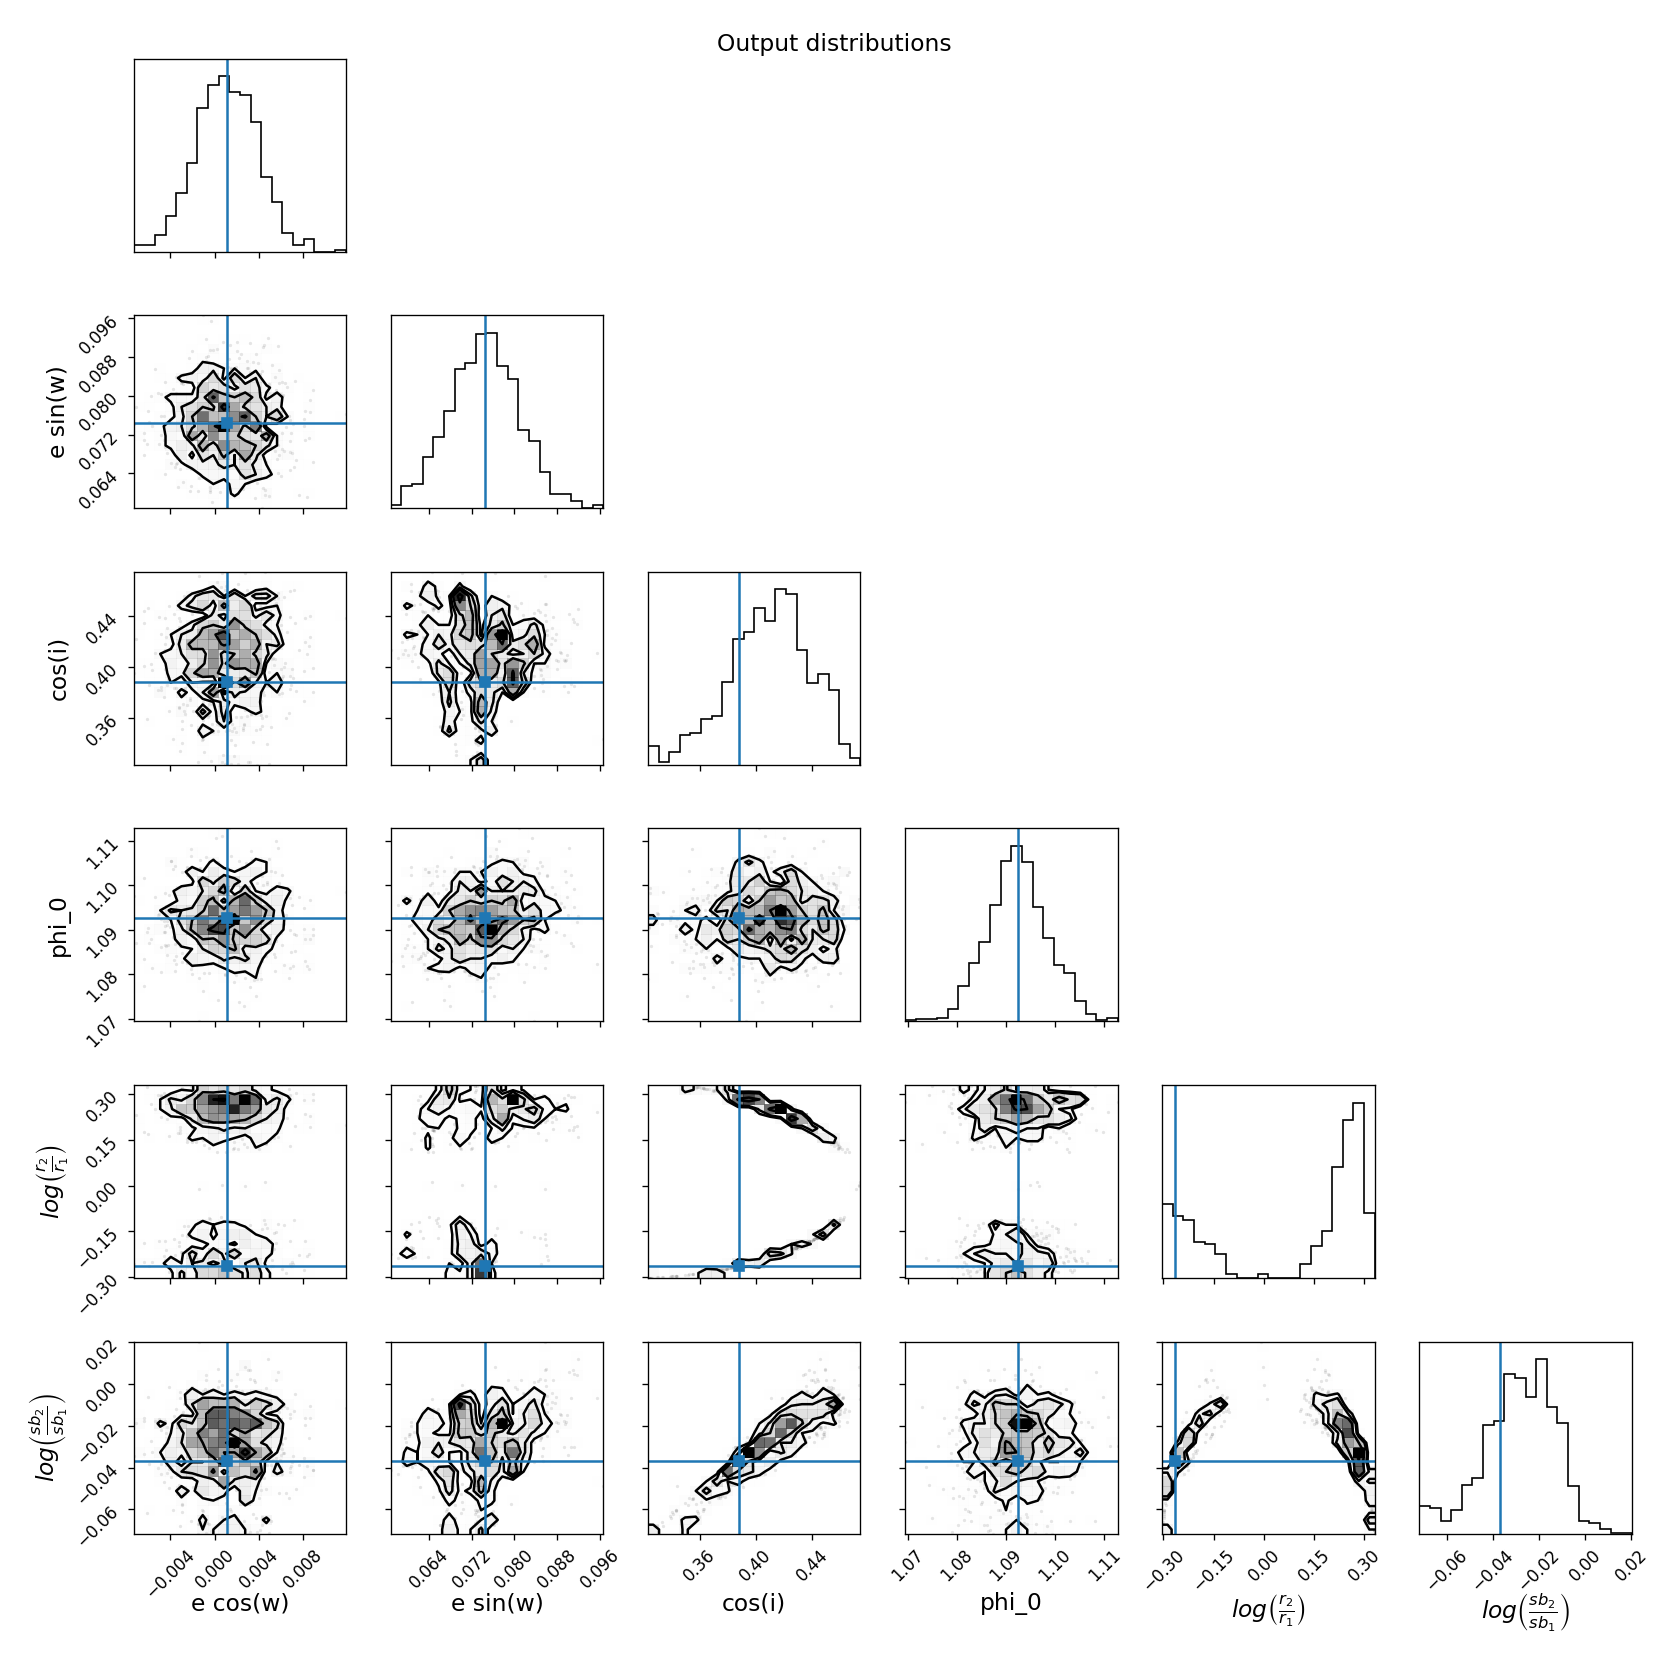 Output distributions
0.096
0.088
0.080
0.072
0.064
e sin(w)
0.44
0.40
0.36
cos(i)
1.11
1.10
1.09
1.08
1.07
phi_0
0.30
0.15
0.00
−0.15
−0.30
log(r2/r1)
0.02
0.00
−0.02
−0.04
−0.06
log(sb2/sb1)
−0.004 0.000 0.004 0.008
0.064 0.072 0.080 0.088 0.096
0.36 0.40 0.44
1.07 1.08 1.09 1.10 1.11
−0.30 −0.15 0.00 0.15 0.30
−0.06 −0.04 −0.02 0.00 0.02
e cos(w) e sin(w) cos(i) phi_0 log(r2/r1) log(sb2/sb1)